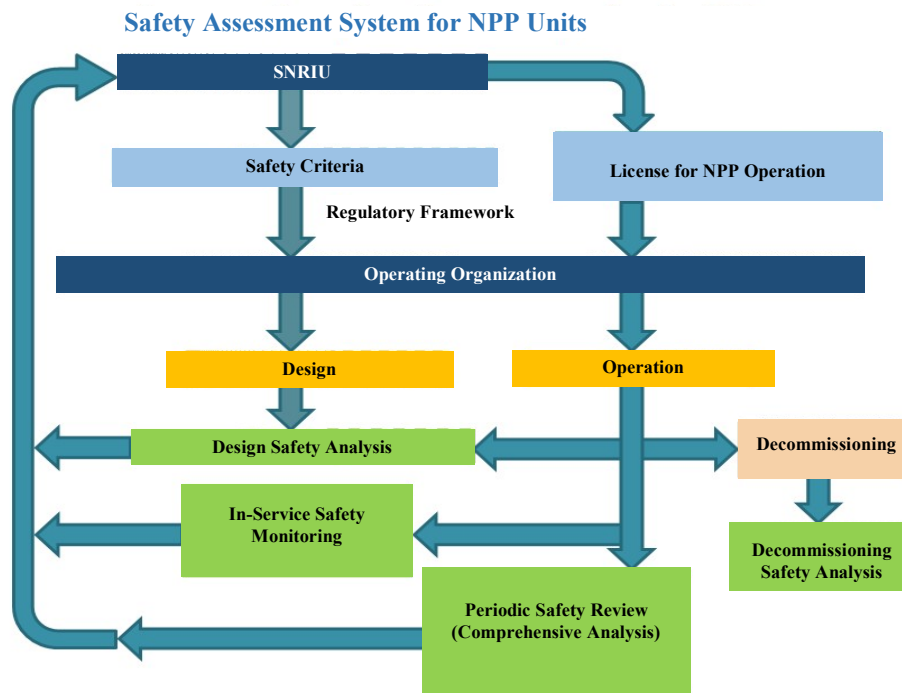 Safety Assessment System for NPP Units
SNRIU
Safety Criteria
License for NPP Operation
Regulatory Framework
Operating Organization
Design
Operation
Design Safety Analysis
Decommissioning
In-Service Safety
Monitoring
Decommissioning
Safety Analysis
Periodic Safety Review
(Comprehensive Analysis)